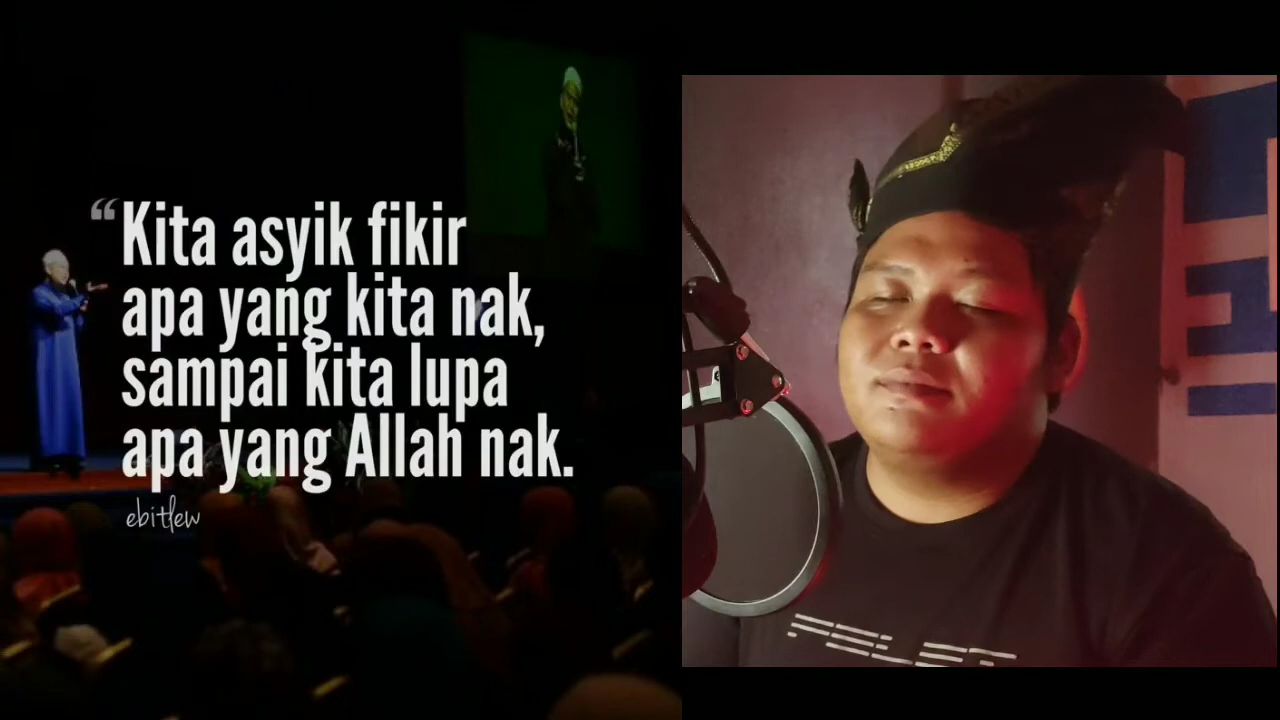 “Kita asyik fikir
apa yang kita nak,
sampai kita lupa
apa yang Allah nak.
ebitlew